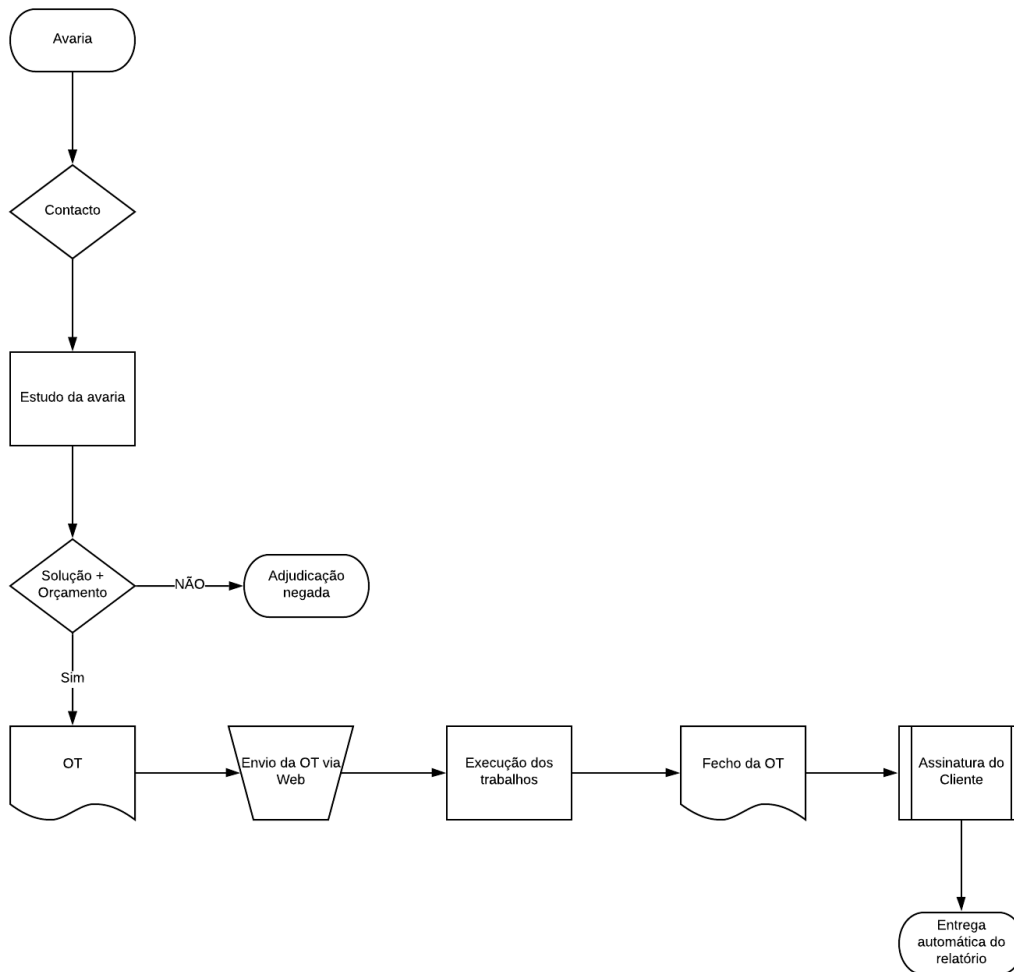 Avaria
Contacto
Estudo da avaria
Solução +
Orçamento
NÃO
Adjudicação
negada
Sim
OT
Envio da OT via
Web
Execução dos
trabalhos
Fecho da OT
Assinatura do
Cliente
Entrega
automática do
relatório